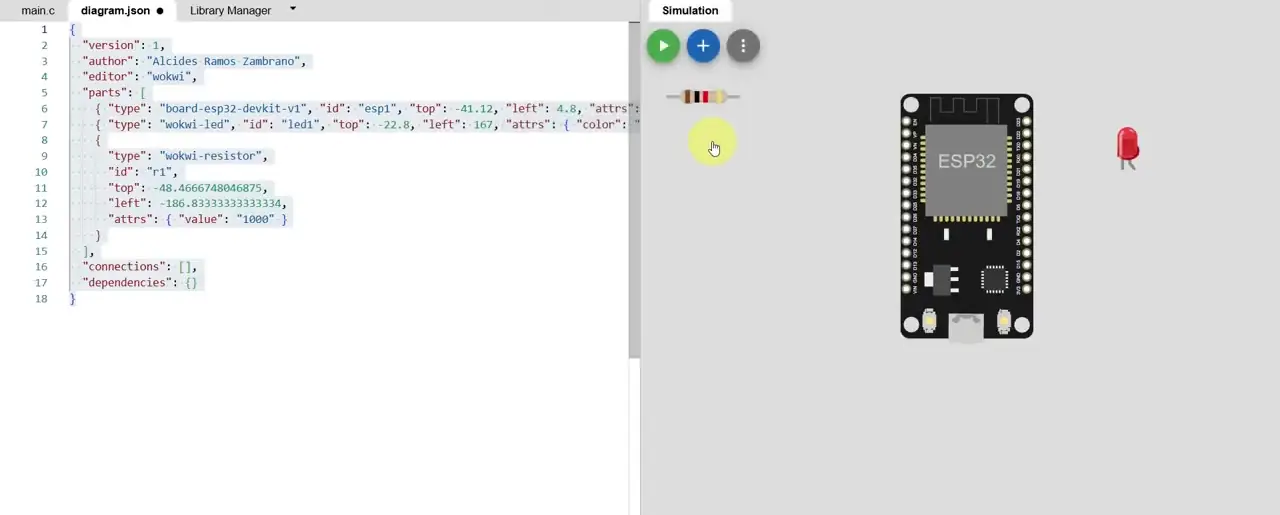 main.c diagram.json ● Library Manager
Simulation
1 {
2 "version": 1,
3 "author": "Alcides Ramos Zambrano",
4 "editor": "wokwi",
5 "parts": [
6 { "type": "board-esp32-devkit-v1", "id": "esp1", "top": -41.12, "left": 4.8, "attrs":
7 { "type": "wokwi-led", "id": "led1", "top": -22.8, "left": 167, "attrs": { "color": "
8 {
9 "type": "wokwi-resistor",
10 "id": "r1",
11 "top": -48.4666748046875,
12 "left": -186.83333333333334,
13 "attrs": { "value": "1000" }
14 }
15 ],
16 "connections": [],
17 "dependencies": {}
18 }
ESP32